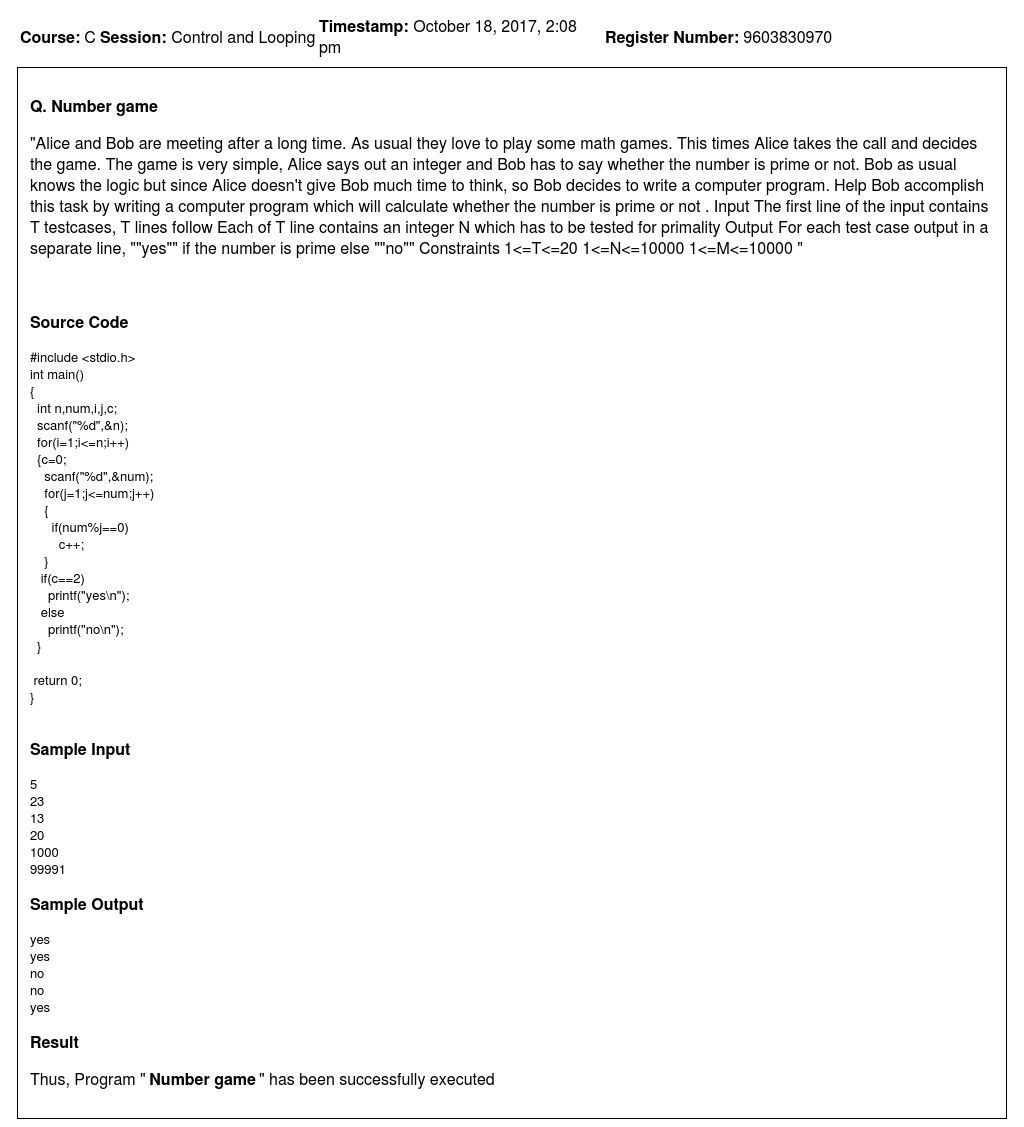 Course: C Session: Control and Looping Timestamp: October 18, 2017, 2:08 pm Register Number: 9603830970
Q. Number game
"Alice and Bob are meeting after a long time. As usual they love to play some math games. This times Alice takes the call and decides
the game. The game is very simple, Alice says out an integer and Bob has to say whether the number is prime or not. Bob as usual
knows the logic but since Alice doesn't give Bob much time to think, so Bob decides to write a computer program. Help Bob accomplish
this task by writing a computer program which will calculate whether the number is prime or not . Input The first line of the input contains
T testcases, T lines follow Each of T line contains an integer N which has to be tested for primality Output For each test case output in a
separate line, ""yes"" if the number is prime else ""no"" Constraints 1<=T<=20 1<=N<=10000 1<=M<=10000 "
Source Code
#include <stdio.h>
int main()
{
  int n,num,i,j,c;
  scanf("%d",&n);
  for(i=1;i<=n;i++)
  {c=0;
    scanf("%d",&num);
    for(j=1;j<=num;j++)
    {
      if(num%j==0)
        c++;
    }
   if(c==2)
     printf("yes\n");
   else
     printf("no\n");
  }
 return 0;
}
Sample Input
5
23
13
20
1000
99991
Sample Output
yes
yes
no
no
yes
Result
Thus, Program " Number game " has been successfully executed